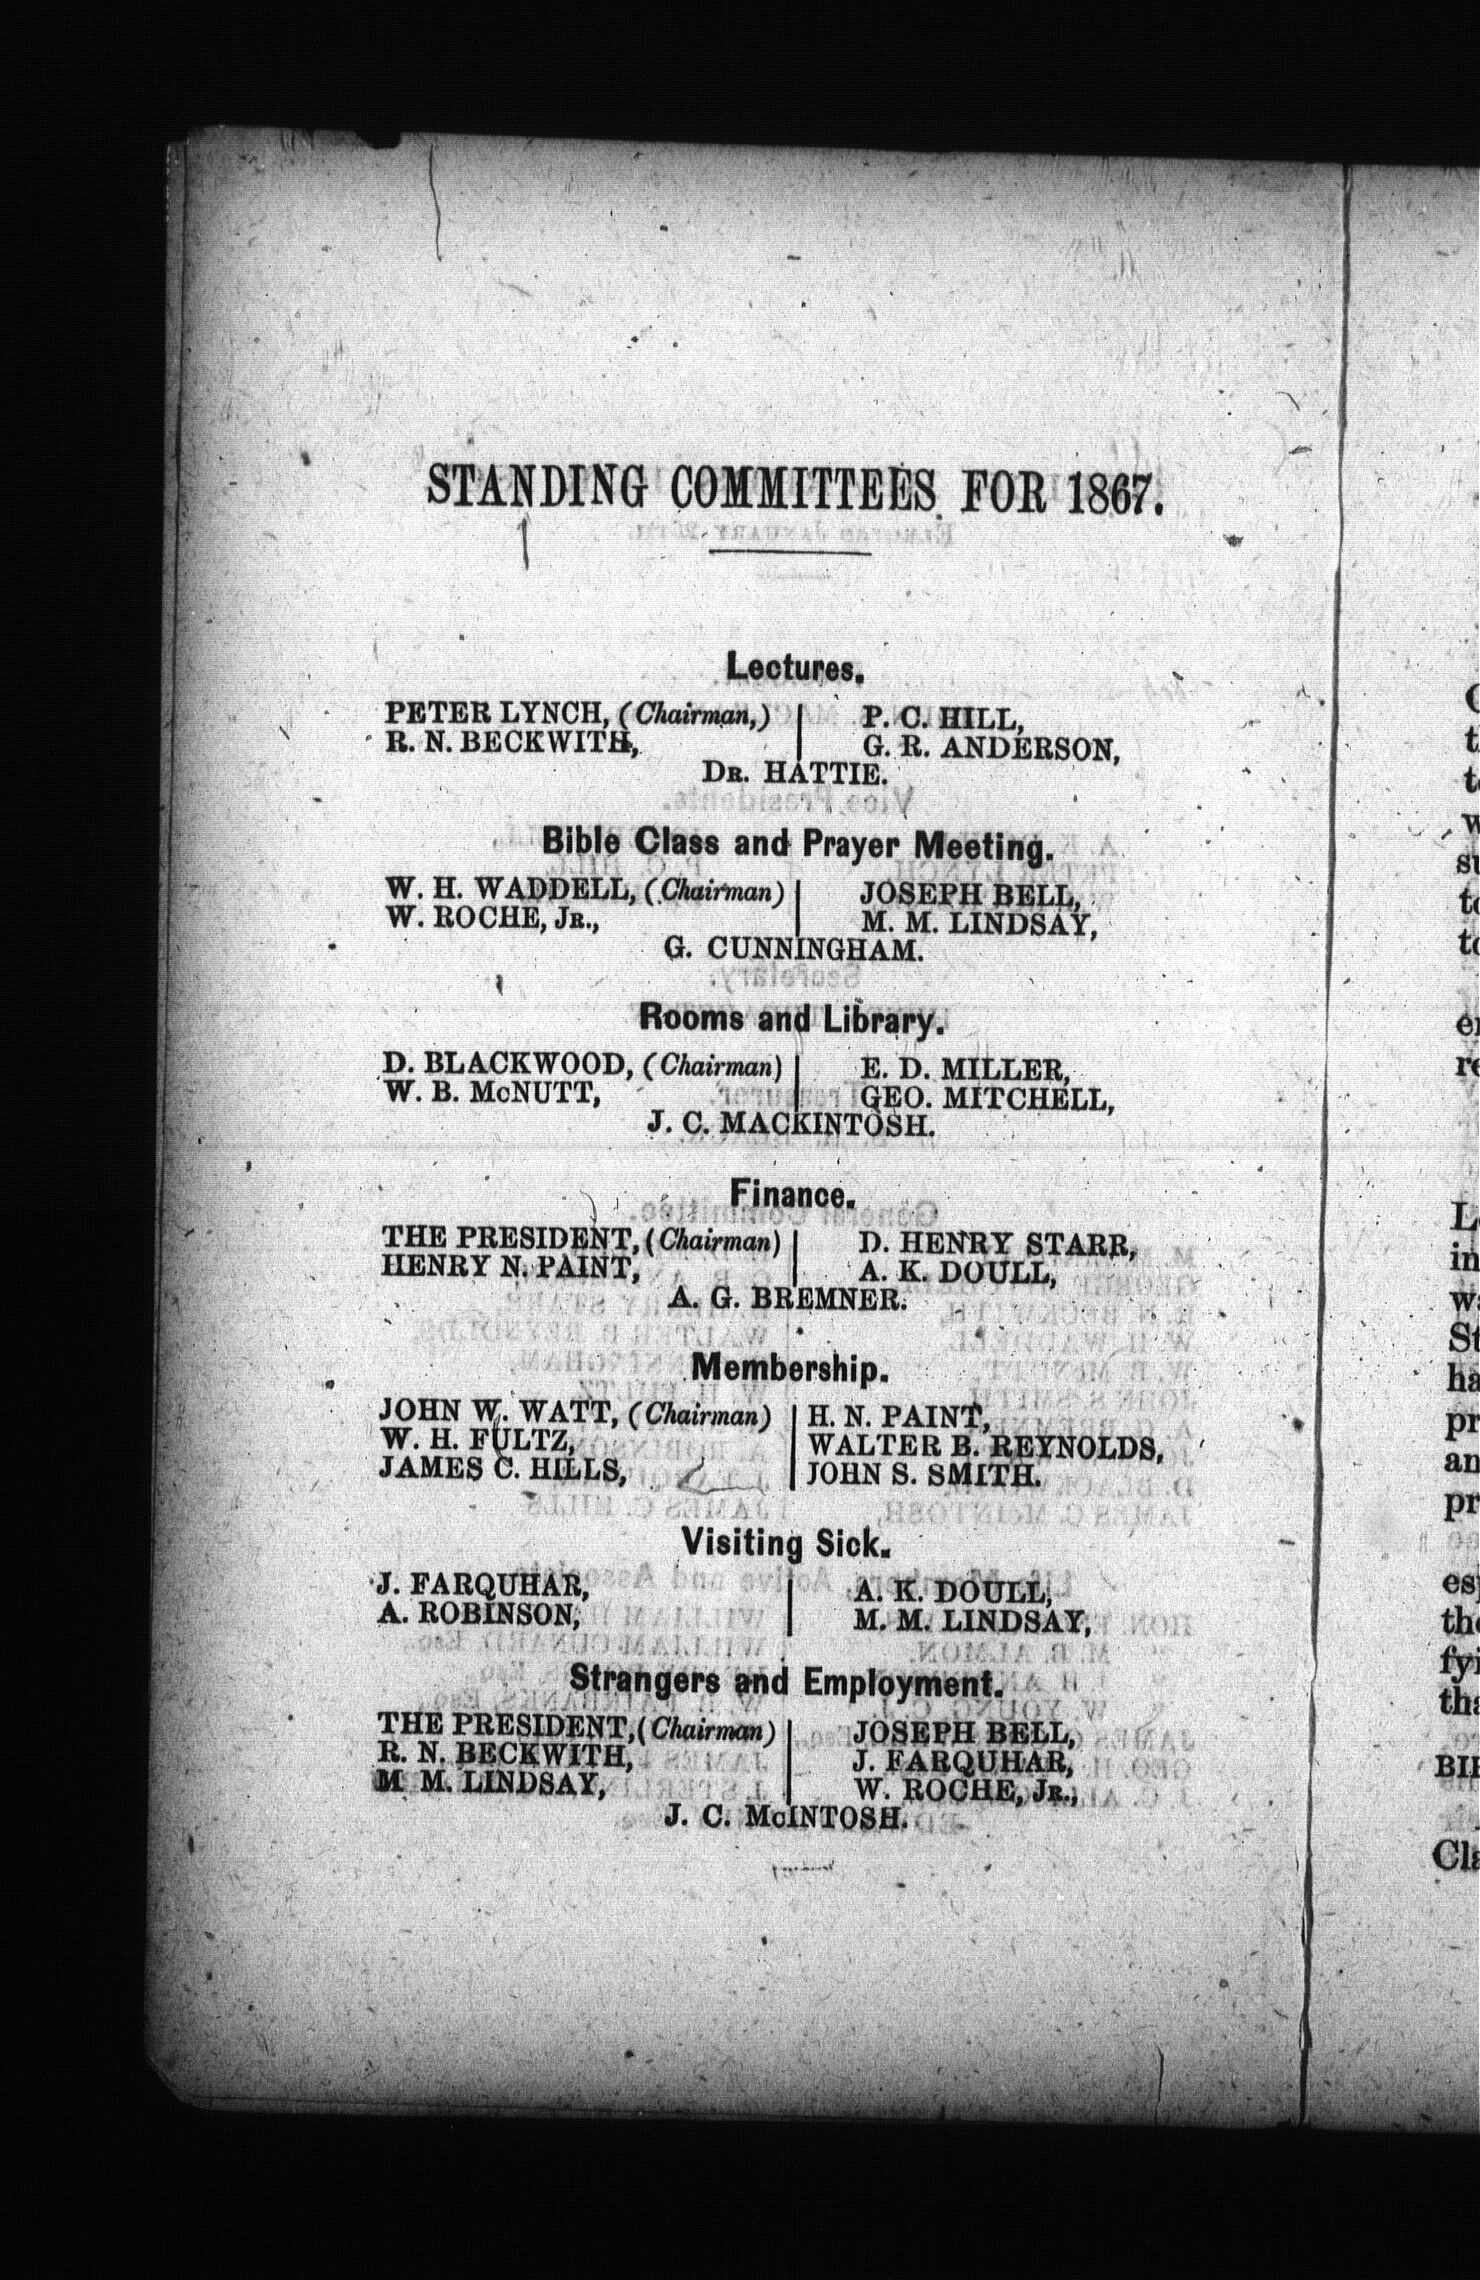 STANDING COMMITTEES FOR 1867.
Lectures.
PETER LYNCH, (Chairman,)
R. N. BECKWITH,
P. C. HILL,
G. R. ANDERSON,
DR. HATTIE.
Bible Class and Prayer Meeting.
W. H. WADDELL, (Chairman)
W. ROCHE, JR.,
JOSEPH BELL,
M. M. LINDSAY,
G. CUNNINGHAM.
Rooms and Library.
D. BLACKWOOD, (Chairman)
W. B. McNUTT,
E. D. MILLER,
GEO. MITCHELL,
J. C. MACKINTOSH.
Finance.
THE PRESIDENT, (Chairman)
HENRY N. PAINT,
D. HENRY STARR,
A. K. DOULL,
A. G. BREMNER.
Membership.
JOHN W. WATT, (Chairman)
W. H. FULTZ,
JAMES C. HILLS,
H. N. PAINT,
WALTER B. REYNOLDS,
JOHN S. SMITH.
Visiting Sick.
J. FARQUHAR,
A. ROBINSON,
A. K. DOULL,
M. M. LINDSAY,
Strangers and Employment.
THE PRESIDENT, (Chairman)
R. N. BECKWITH,
M. M. LINDSAY,
JOSEPH BELL,
J. FARQUHAR,
W. ROCHE, JR.,
J. C. McINTOSH.